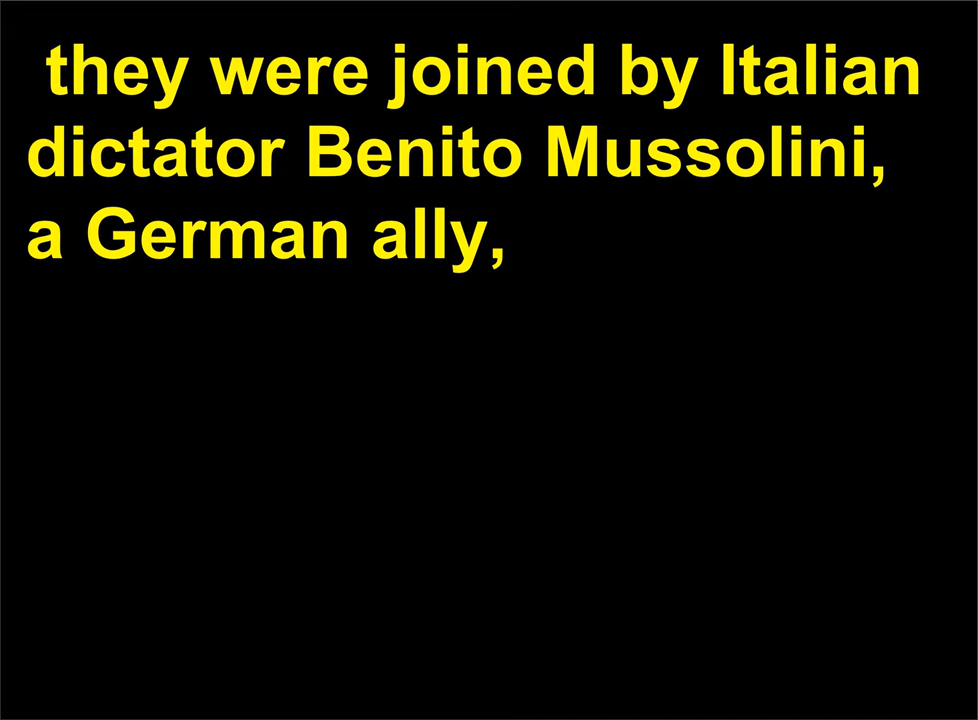 they were joined by Italian
dictator Benito Mussolini,
a German ally,